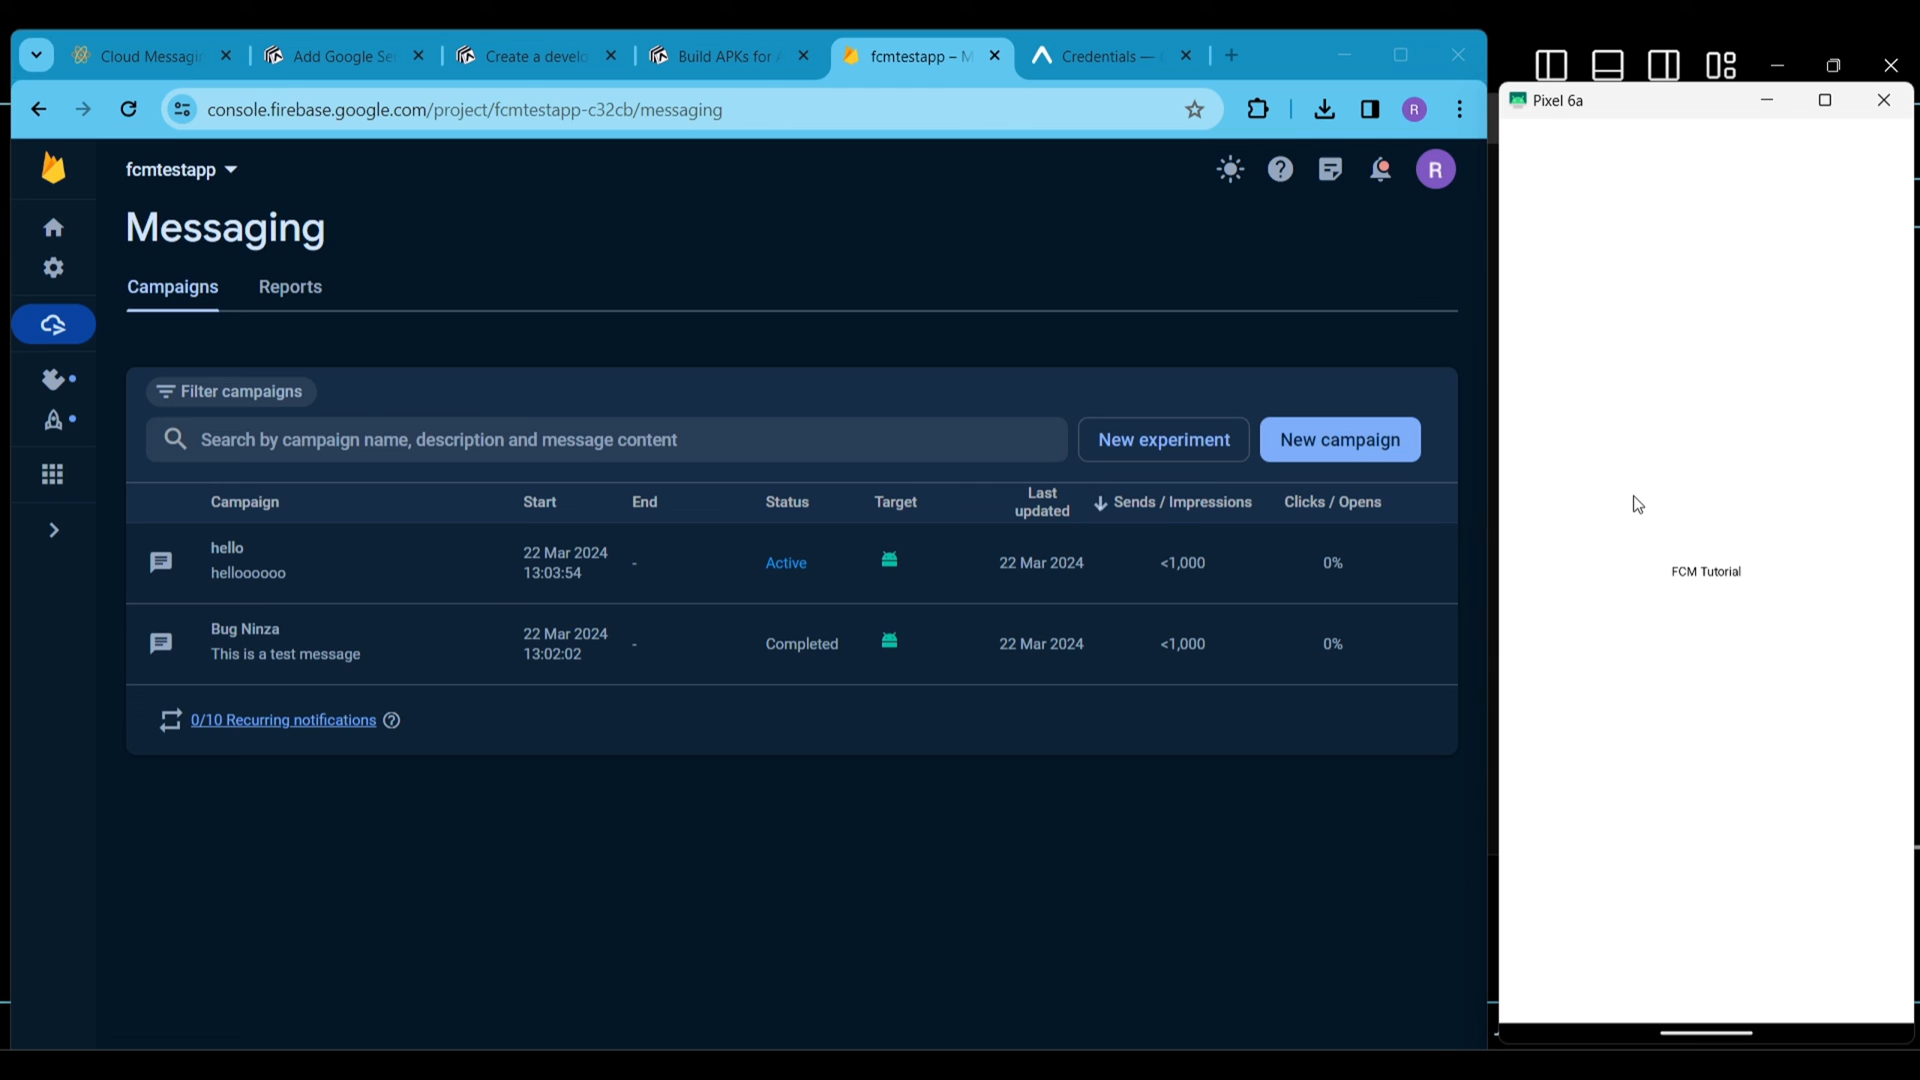 Cloud Messagin
Add Google Se
Create a develo
Build APKs for
fcmtestapp – M
Credentials —
console.firebase.google.com/project/fcmtestapp-c32cb/messaging
R
Pixel 6a
fcmtestapp
R
Messaging
Campaigns
Reports
Filter campaigns
Search by campaign name, description and message content
New experiment
New campaign
Campaign
Start
End
Status
Target
Last
updated
Sends / Impressions
Clicks / Opens
hello
helloooooo
22 Mar 2024
13:03:54
-
Active
22 Mar 2024
<1,000
0%
Bug Ninza
This is a test message
22 Mar 2024
13:02:02
-
Completed
22 Mar 2024
<1,000
0%
0/10 Recurring notifications
FCM Tutorial